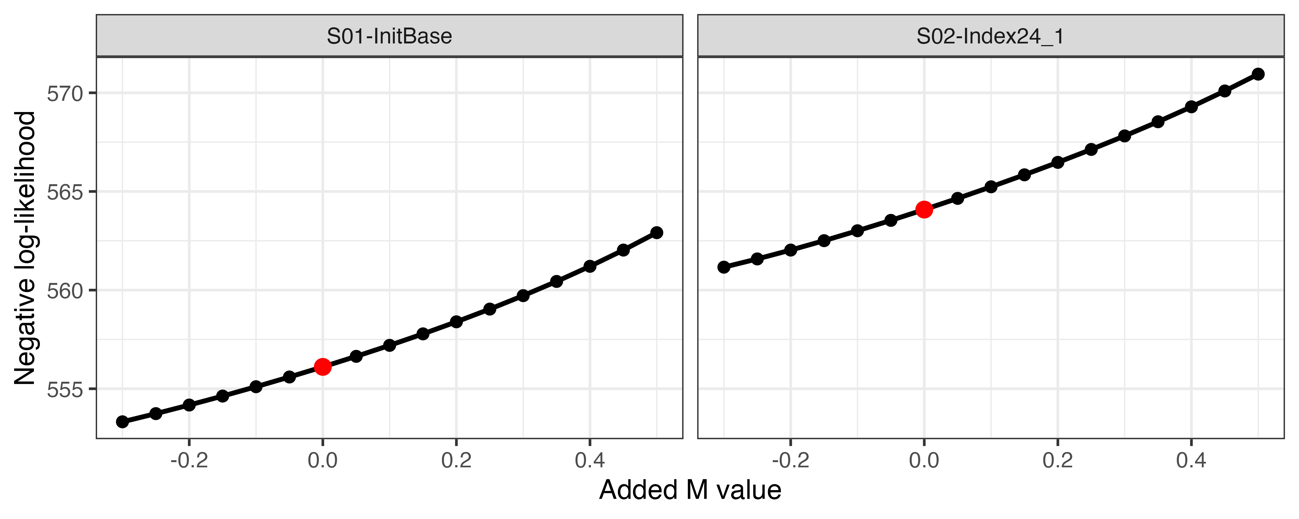 S01-InitBase
S02-Index24_1
Negative log-likelihood
570
565
560
555
-0.2 0.0 0.2 0.4
-0.2 0.0 0.2 0.4
Added M value